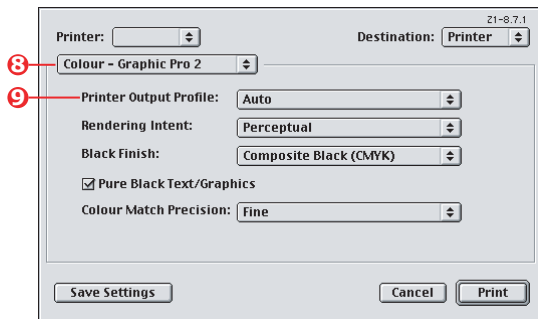 Z1-8.7.1
Printer: Destination: Printer
8 Colour - Graphic Pro 2
9 Printer Output Profile: Auto
Rendering Intent: Perceptual
Black Finish: Composite Black (CMYK)
Pure Black Text/Graphics
Colour Match Precision: Fine
Save Settings Cancel Print